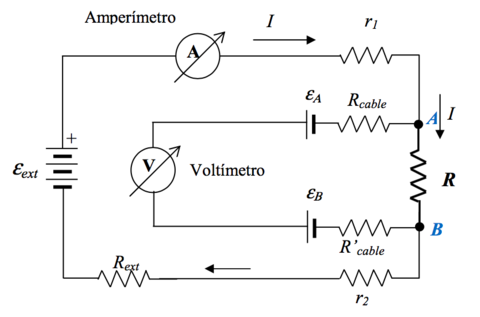 Amperímetro
I
r1
A
εA
Rcable
A
I
+
εext
V
Voltímetro
R
εB
B
R'cable
Rext
r2